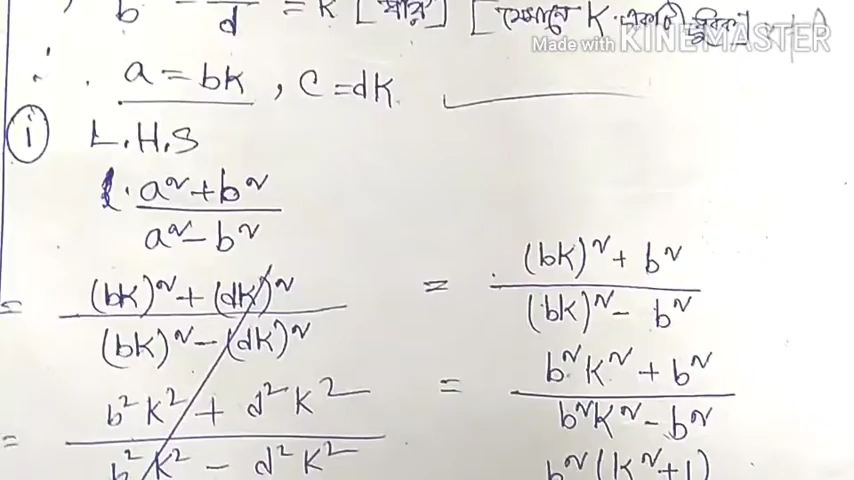 b d = k [ধরি] [যেখানে K একটি ধ্রুবক]
Made with KINEMASTER
∴ a = bk , c = dk
(i) L.H.S
a² + b²
a² - b²
= (bk)² + (dk)²
(bk)² - (dk)²
= b²k² + d²k²
b²k² - d²k²
= (bk)² + b²
(bk)² - b²
= b²k² + b²
b²k² - b²
b²(k²+1)